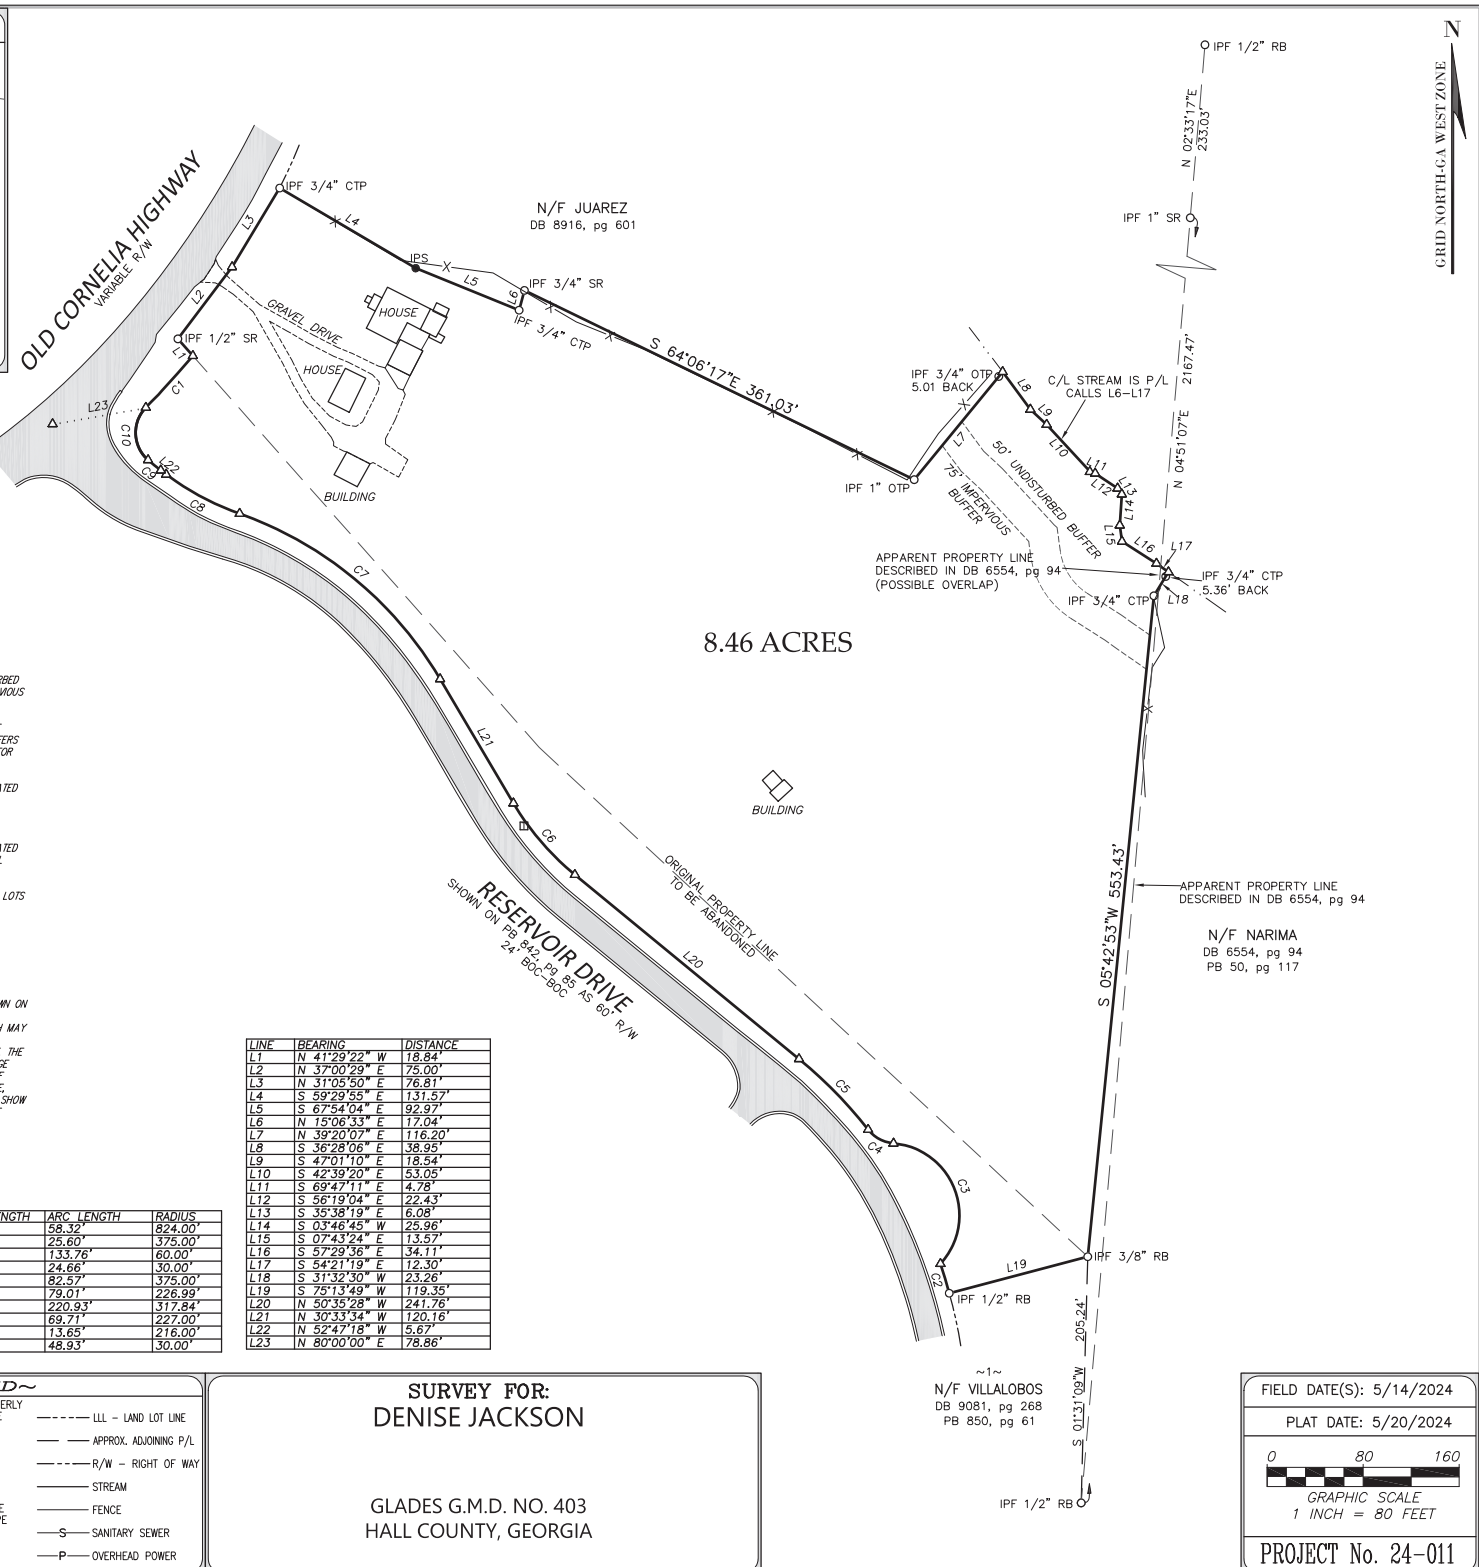 N
GRID NORTH-GA WEST ZONE
IPF 1/2" RB
N 02°33'17"E
233.03'
IPF 1" SR
2167.47'
N 04°51'07"E
OLD CORNELIA HIGHWAY
VARIABLE R/W
IPF 3/4" CTP
L3
L4
N/F JUAREZ
DB 8916, pg 601
IPS
L5
L6
IPF 3/4" SR
IPF 3/4" CTP
L2
GRAVEL DRIVE
HOUSE
HOUSE
IPF 1/2" SR
L1
C1
L23
C10
C9
L22
C8
BUILDING
S 64°06'17"E 361.03'
IPF 3/4" OTP
5.01 BACK
C/L STREAM IS P/L
CALLS L6-L17
L8
L9
L10
L7
L11
L12
L13
L14
L15
L16
L17
L18
IPF 1" OTP
50' UNDISTURBED BUFFER
75' IMPERVIOUS
BUFFER
APPARENT PROPERTY LINE
DESCRIBED IN DB 6554, pg 94
(POSSIBLE OVERLAP)
IPF 3/4" CTP
5.36' BACK
IPF 3/4" CTP
C7
8.46 ACRES
L21
BUILDING
C6
ORIGINAL PROPERTY LINE
TO BE ABANDONED
S 05°42'53"W 553.43'
APPARENT PROPERTY LINE
DESCRIBED IN DB 6554, pg 94
N/F NARIMA
DB 6554, pg 94
PB 50, pg 117
RESERVOIR DRIVE
SHOWN ON PB 842, pg 85 AS 60' R/W
24' BOC-BOC
L20
C5
C4
C3
C2
L19
IPF 3/8" RB
IPF 1/2" RB
205.24'
S 01°31'09"W
~1~
N/F VILLALOBOS
DB 9081, pg 268
PB 850, pg 61
IPF 1/2" RB
LOTS
MAY
THE
SHOW
LINE BEARING DISTANCE
L1 N 41°29'22" W 18.84'
L2 N 37°00'29" E 75.00'
L3 N 31°05'50" E 76.81'
L4 S 59°29'55" E 131.57'
L5 S 67°54'04" E 92.97'
L6 N 15°06'33" E 17.04'
L7 N 39°20'07" E 116.20'
L8 S 36°28'06" E 38.95'
L9 S 47°01'10" E 18.54'
L10 S 42°39'20" E 53.05'
L11 S 69°47'11" E 4.78'
L12 S 56°19'04" E 22.43'
L13 S 35°38'19" E 6.08'
L14 S 03°46'45" W 25.96'
L15 S 07°43'24" E 13.57'
L16 S 57°29'36" E 34.11'
L17 S 54°21'19" E 12.30'
L18 S 31°32'30" W 23.26'
L19 S 75°13'49" W 119.35'
L20 N 50°35'28" W 241.76'
L21 N 30°33'34" W 120.16'
L22 N 52°47'18" W 5.67'
L23 N 80°00'00" E 78.86'
NGTH ARC LENGTH RADIUS
58.32' 824.00'
25.60' 375.00'
133.76' 60.00'
24.66' 30.00'
82.57' 375.00'
79.01' 226.99'
220.93' 317.84'
69.71' 227.00'
13.65' 216.00'
48.93' 30.00'
D~
ERLY
LLL - LAND LOT LINE
APPROX. ADJOINING P/L
R/W - RIGHT OF WAY
STREAM
FENCE
S SANITARY SEWER
P OVERHEAD POWER
SURVEY FOR:
DENISE JACKSON
GLADES G.M.D. NO. 403
HALL COUNTY, GEORGIA
FIELD DATE(S): 5/14/2024
PLAT DATE: 5/20/2024
0 80 160
GRAPHIC SCALE
1 INCH = 80 FEET
PROJECT No. 24-011